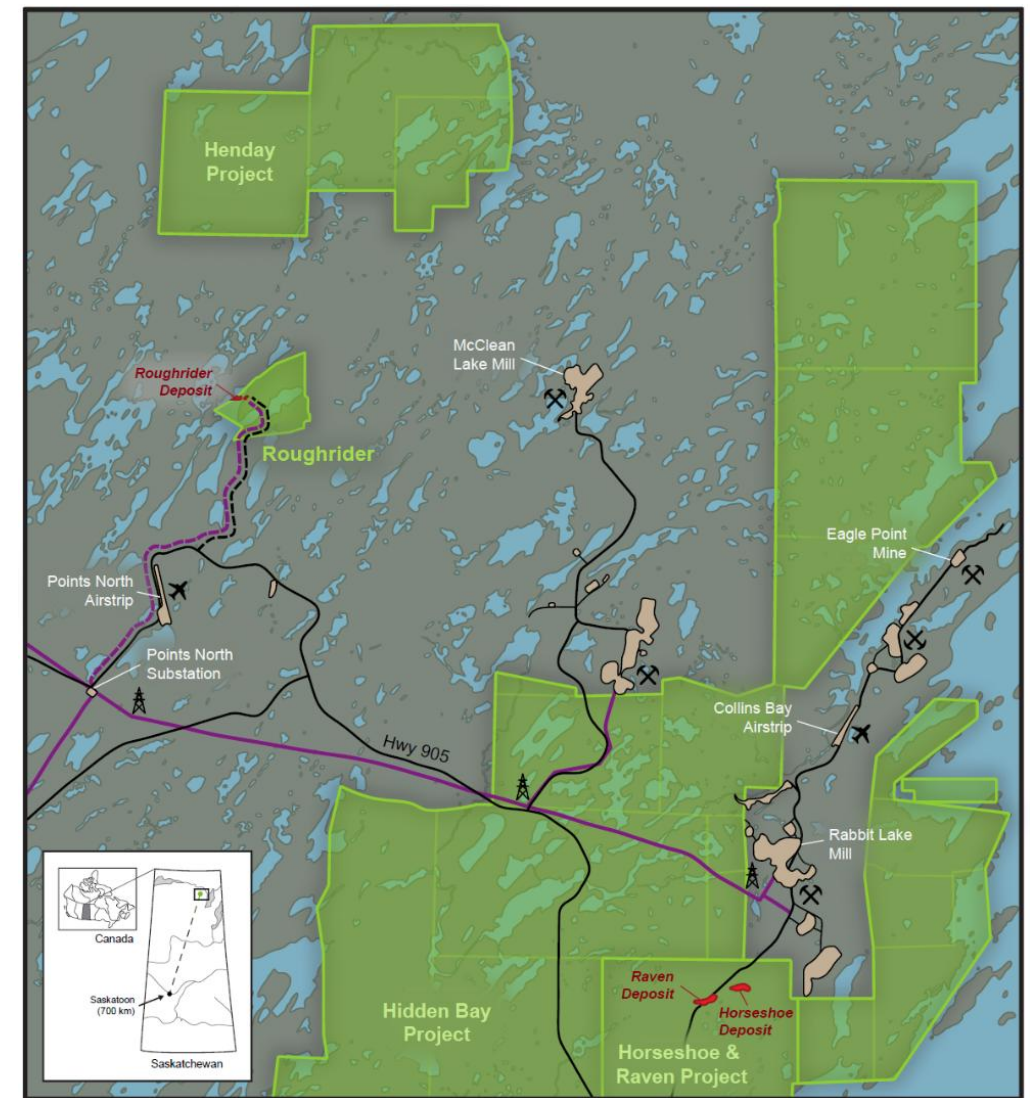 Henday
Project
McClean
Lake Mill
Roughrider
Deposit
Roughrider
Eagle Point
Mine
Points North
Airstrip
Points North
Substation
Collins Bay
Airstrip
Hwy 905
Rabbit Lake
Mill
Canada
Saskatoon
(700 km)
Saskatchewan
Raven
Deposit
Horseshoe
Deposit
Hidden Bay
Project
Horseshoe &
Raven Project